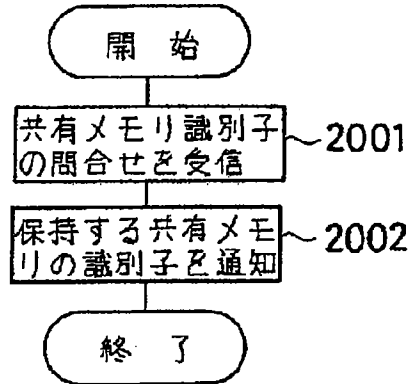 開 始
共有メモリ識別子
の問合せを受信
2001
保持する共有メモ
リの識別子を通知
2002
終 了